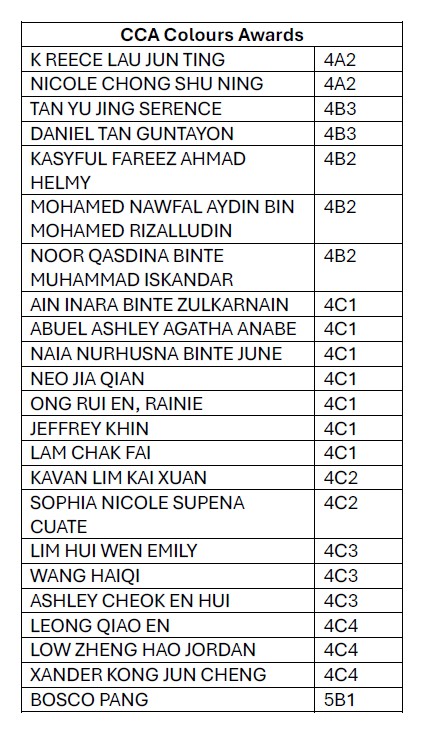 CCA Colours Awards
K REECE LAU JUN TING 4A2
NICOLE CHONG SHU NING 4A2
TAN YU JING SERENCE 4B3
DANIEL TAN GUNTAYON 4B3
KASYFUL FAREEZ AHMAD 4B2
HELMY
MOHAMED NAWFAL AYDIN BIN 4B2
MOHAMED RIZALLUDIN
NOOR QASDINA BINTE 4B2
MUHAMMAD ISKANDAR
AIN INARA BINTE ZULKARNAIN 4C1
ABUEL ASHLEY AGATHA ANABE 4C1
NAIA NURHUSNA BINTE JUNE 4C1
NEO JIA QIAN 4C1
ONG RUI EN, RAINIE 4C1
JEFFREY KHIN 4C1
LAM CHAK FAI 4C1
KAVAN LIM KAI XUAN 4C2
SOPHIA NICOLE SUPENA 4C2
CUATE
LIM HUI WEN EMILY 4C3
WANG HAIQI 4C3
ASHLEY CHEOK EN HUI 4C3
LEONG QIAO EN 4C4
LOW ZHENG HAO JORDAN 4C4
XANDER KONG JUN CHENG 4C4
BOSCO PANG 5B1